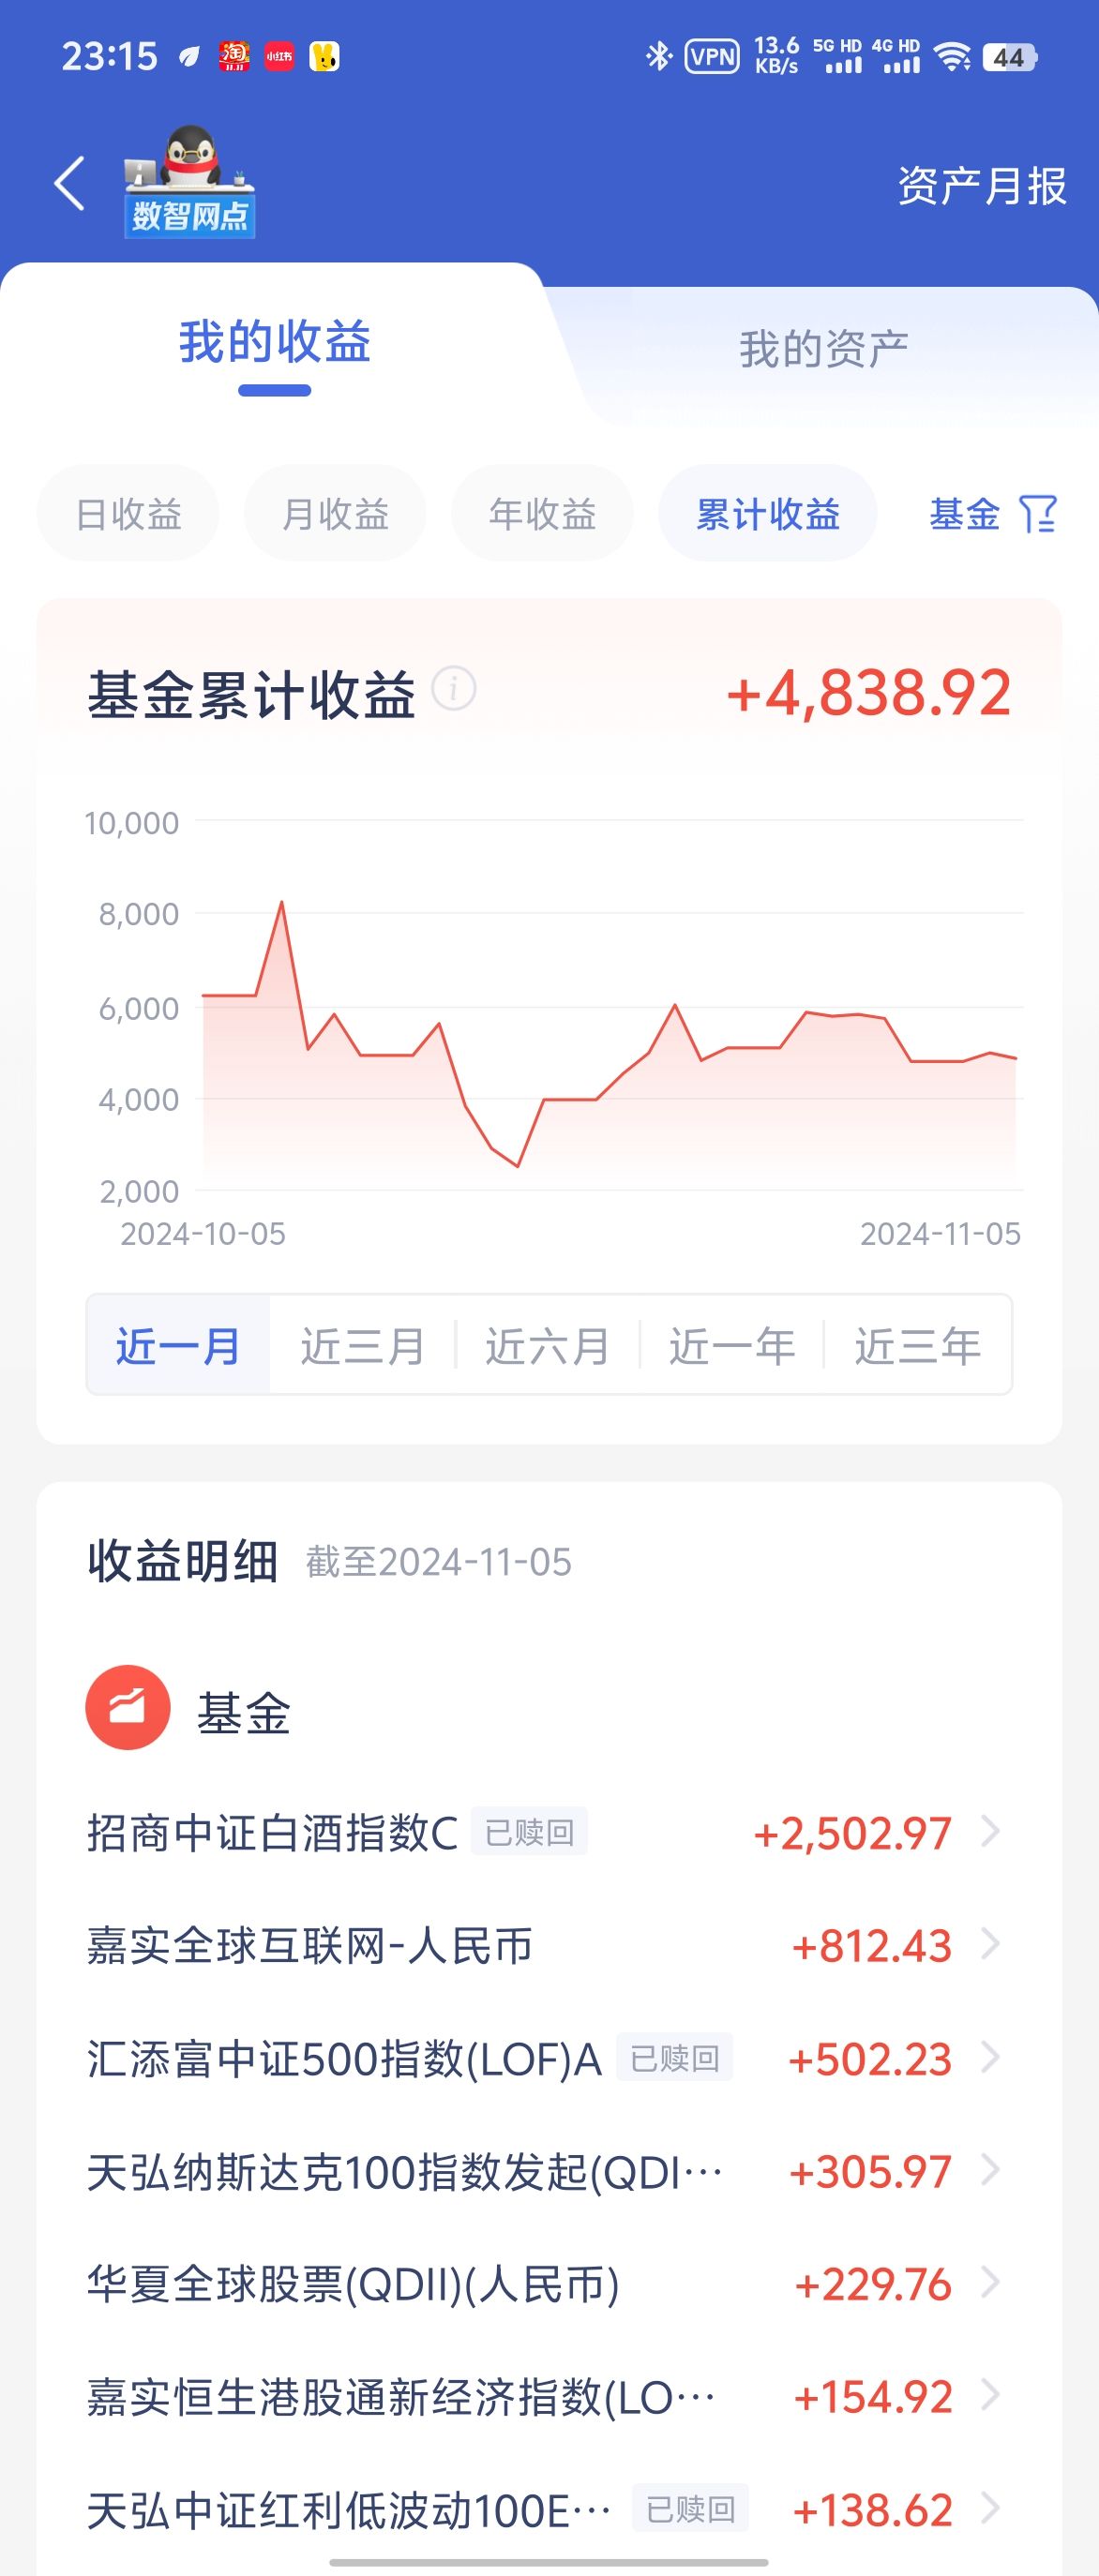 23:15 淘 11.11 小红书 VPN 13.6 KB/s 5G HD 4G HD 44
数智网点 资产月报
我的收益 我的资产
日收益 月收益 年收益 累计收益 基金
基金累计收益 i +4,838.92
10,000
8,000
6,000
4,000
2,000
2024-10-05 2024-11-05
近一月 近三月 近六月 近一年 近三年
收益明细 截至2024-11-05
基金
招商中证白酒指数C 已赎回 +2,502.97
嘉实全球互联网-人民币 +812.43
汇添富中证500指数(LOF)A 已赎回 +502.23
天弘纳斯达克100指数发起(QDI··· +305.97
华夏全球股票(QDII)(人民币) +229.76
嘉实恒生港股通新经济指数(LO··· +154.92
天弘中证红利低波动100E··· 已赎回 +138.62